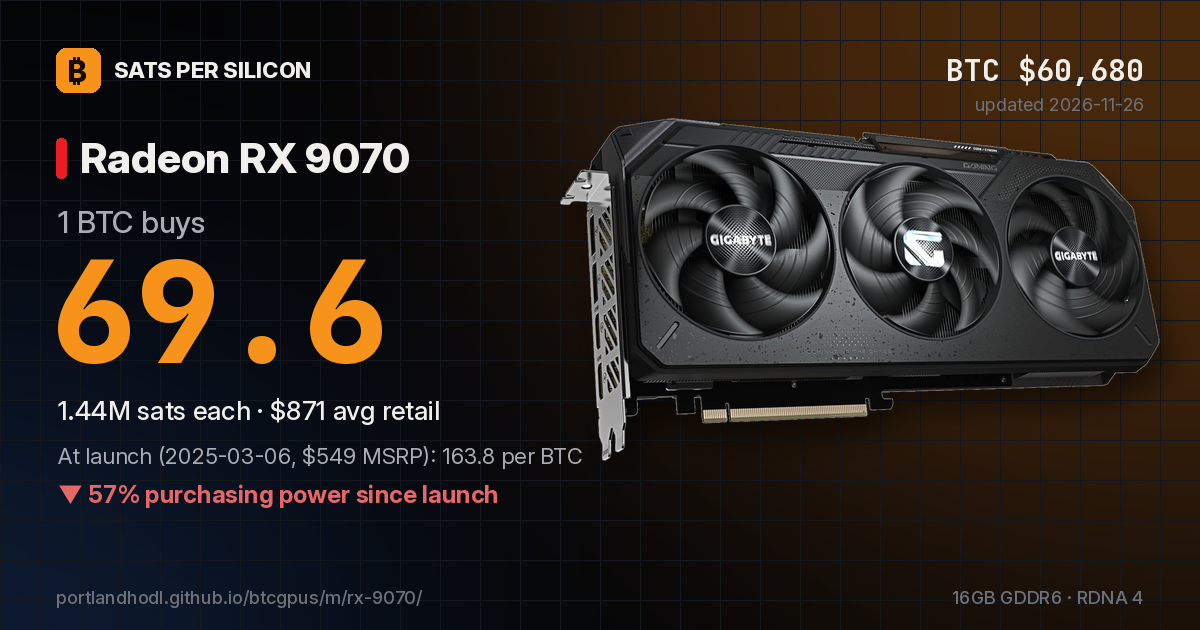 SATS PER SILICON
BTC $60,680
updated 2026-11-26
Radeon RX 9070
1 BTC buys
69.6
1.44M sats each · $871 avg retail
At launch (2025-03-06, $549 MSRP): 163.8 per BTC
▼ 57% purchasing power since launch
GIGABYTE
GIGABYTE
GAMING
portlandhodl.github.io/btcgpus/m/rx-9070/
16GB GDDR6 · RDNA 4